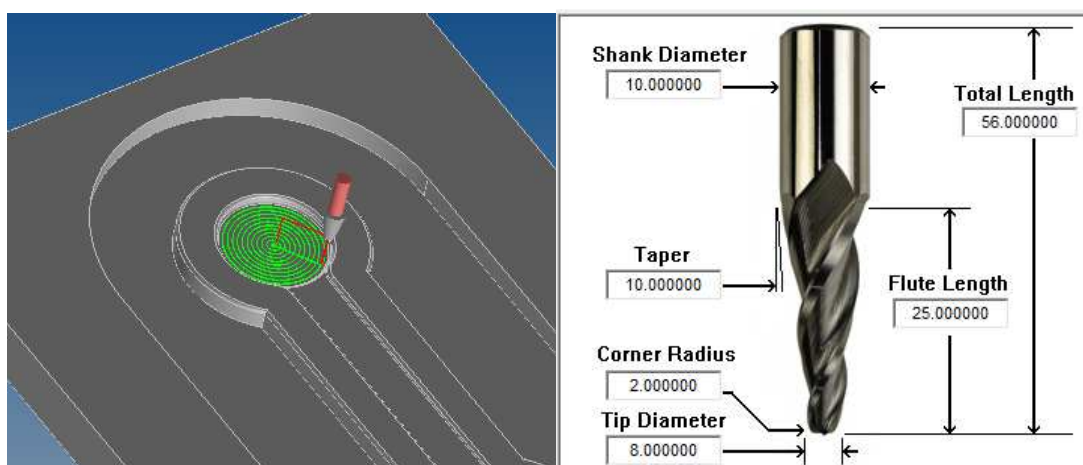 Shank Diameter
10.000000
Total Length
56.000000
Taper
10.000000
Flute Length
25.000000
Corner Radius
2.000000
Tip Diameter
8.000000